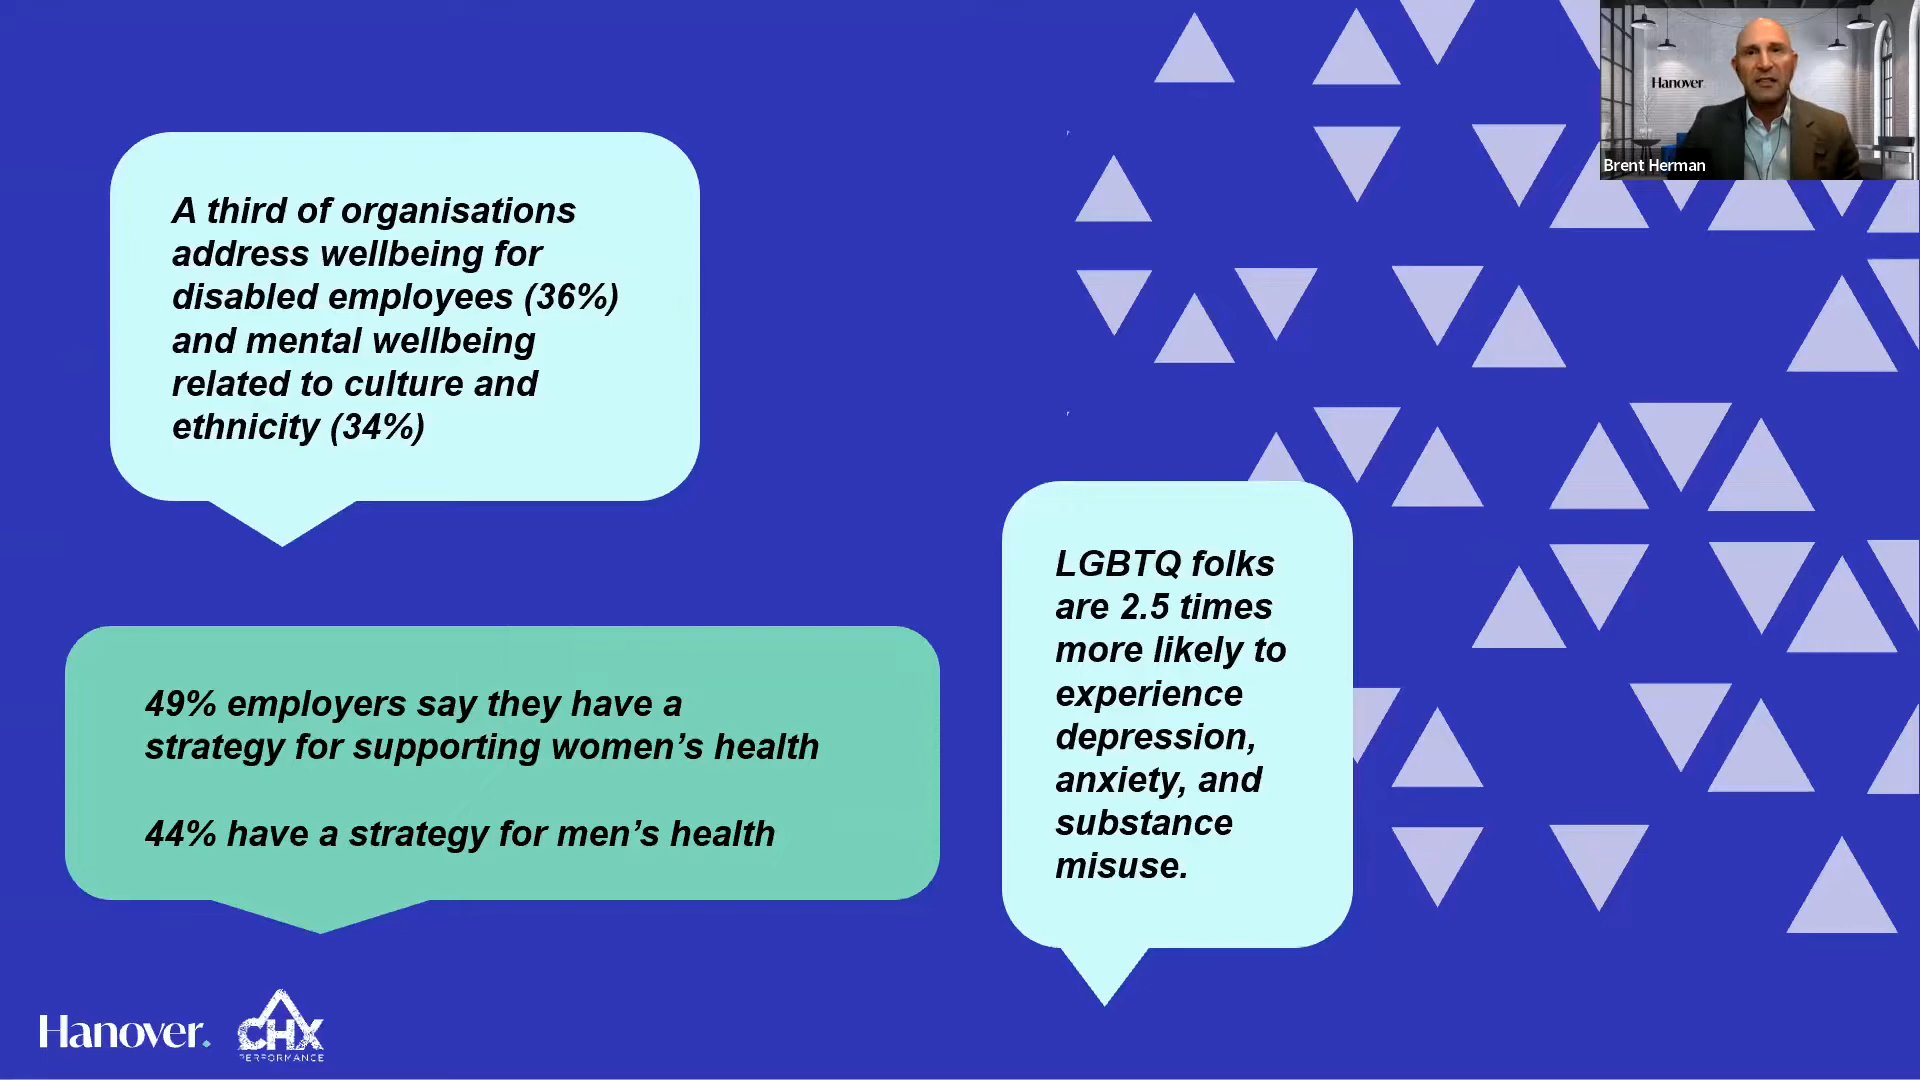 Hanover
Brent Herman
A third of organisations
address wellbeing for
disabled employees (36%)
and mental wellbeing
related to culture and
ethnicity (34%)
LGBTQ folks
are 2.5 times
more likely to
experience
depression,
anxiety, and
substance
misuse.
49% employers say they have a
strategy for supporting women’s health
44% have a strategy for men’s health
Hanover.
CHX
PERFORMANCE